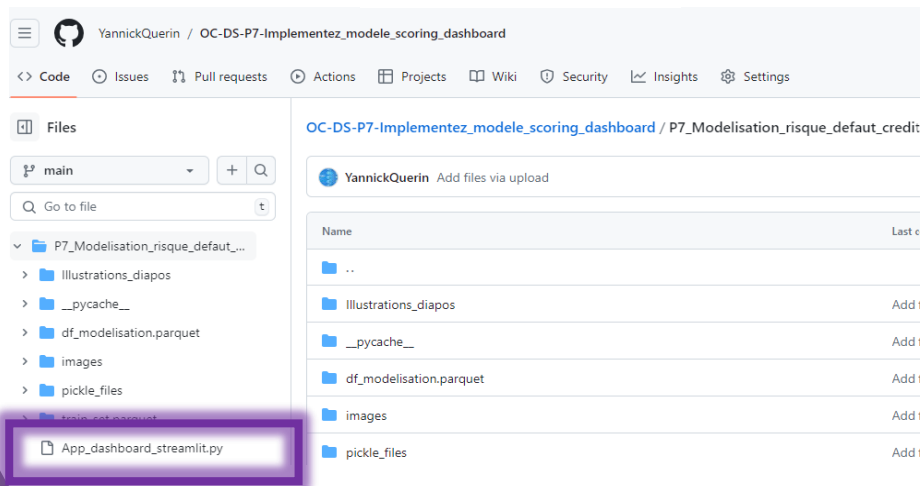 YannickQuerin / OC-DS-P7-Implementez_modele_scoring_dashboard
Code Issues Pull requests Actions Projects Wiki Security Insights Settings
Files
main
Go to file t
P7_Modelisation_risque_defaut_...
Illustrations_diapos
__pycache__
df_modelisation.parquet
images
pickle_files
train_set.parquet
App_dashboard_streamlit.py
OC-DS-P7-Implementez_modele_scoring_dashboard / P7_Modelisation_risque_defaut_credit
YannickQuerin Add files via upload
Name Last c
..
Illustrations_diapos Add f
__pycache__ Add f
df_modelisation.parquet Add f
images Add f
pickle_files Add f